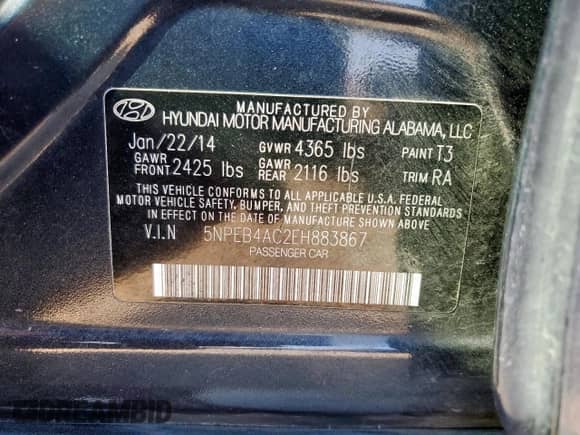 MANUFACTURED BY
HYUNDAI MOTOR MANUFACTURING ALABAMA, LLC
Jan/22/14 GVWR 4365 lbs PAINT T3
GAWR FRONT 2425 lbs GAWR REAR 2116 lbs TRIM RA
THIS VEHICLE CONFORMS TO ALL APPLICABLE U.S.A. FEDERAL
MOTOR VEHICLE SAFETY, BUMPER, AND THEFT PREVENTION STANDARDS
IN EFFECT ON THE DATE OF MANUFACTURE SHOWN ABOVE.
V.I.N 5NPEB4AC2EH883867
PASSENGER CAR